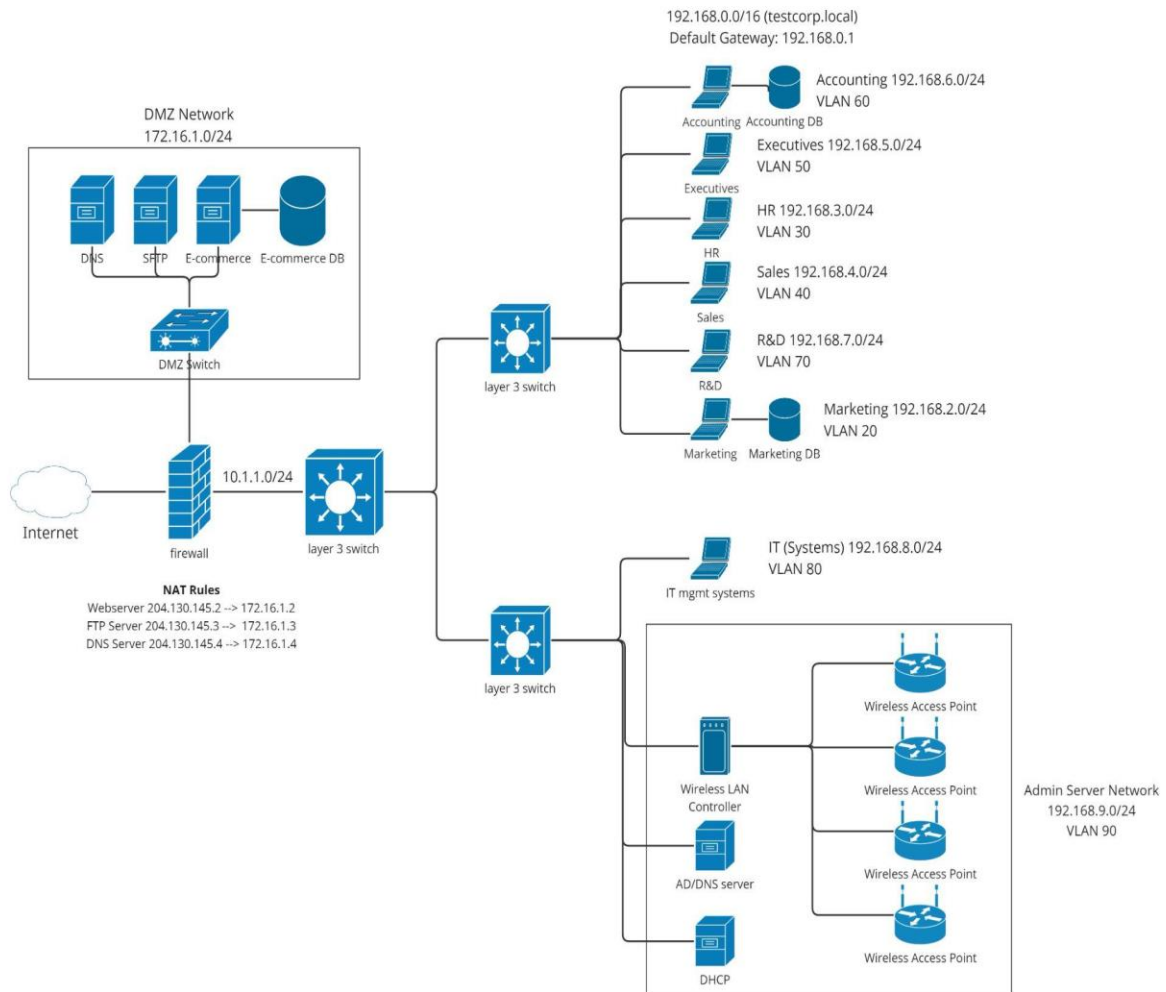 192.168.0.0/16 (testcorp.local)
Default Gateway: 192.168.0.1
DMZ Network
172.16.1.0/24
DNS
SFTP
E-commerce
E-commerce DB
DMZ Switch
Internet
firewall
10.1.1.0/24
layer 3 switch
NAT Rules
Webserver 204.130.145.2 --> 172.16.1.2
FTP Server 204.130.145.3 --> 172.16.1.3
DNS Server 204.130.145.4 --> 172.16.1.4
layer 3 switch
Accounting
Accounting DB
Accounting 192.168.6.0/24
VLAN 60
Executives
Executives 192.168.5.0/24
VLAN 50
HR
HR 192.168.3.0/24
VLAN 30
Sales
Sales 192.168.4.0/24
VLAN 40
R&D
R&D 192.168.7.0/24
VLAN 70
Marketing
Marketing DB
Marketing 192.168.2.0/24
VLAN 20
layer 3 switch
IT mgmt systems
IT (Systems) 192.168.8.0/24
VLAN 80
Wireless LAN
Controller
AD/DNS server
DHCP
Wireless Access Point
Wireless Access Point
Wireless Access Point
Wireless Access Point
Admin Server Network
192.168.9.0/24
VLAN 90